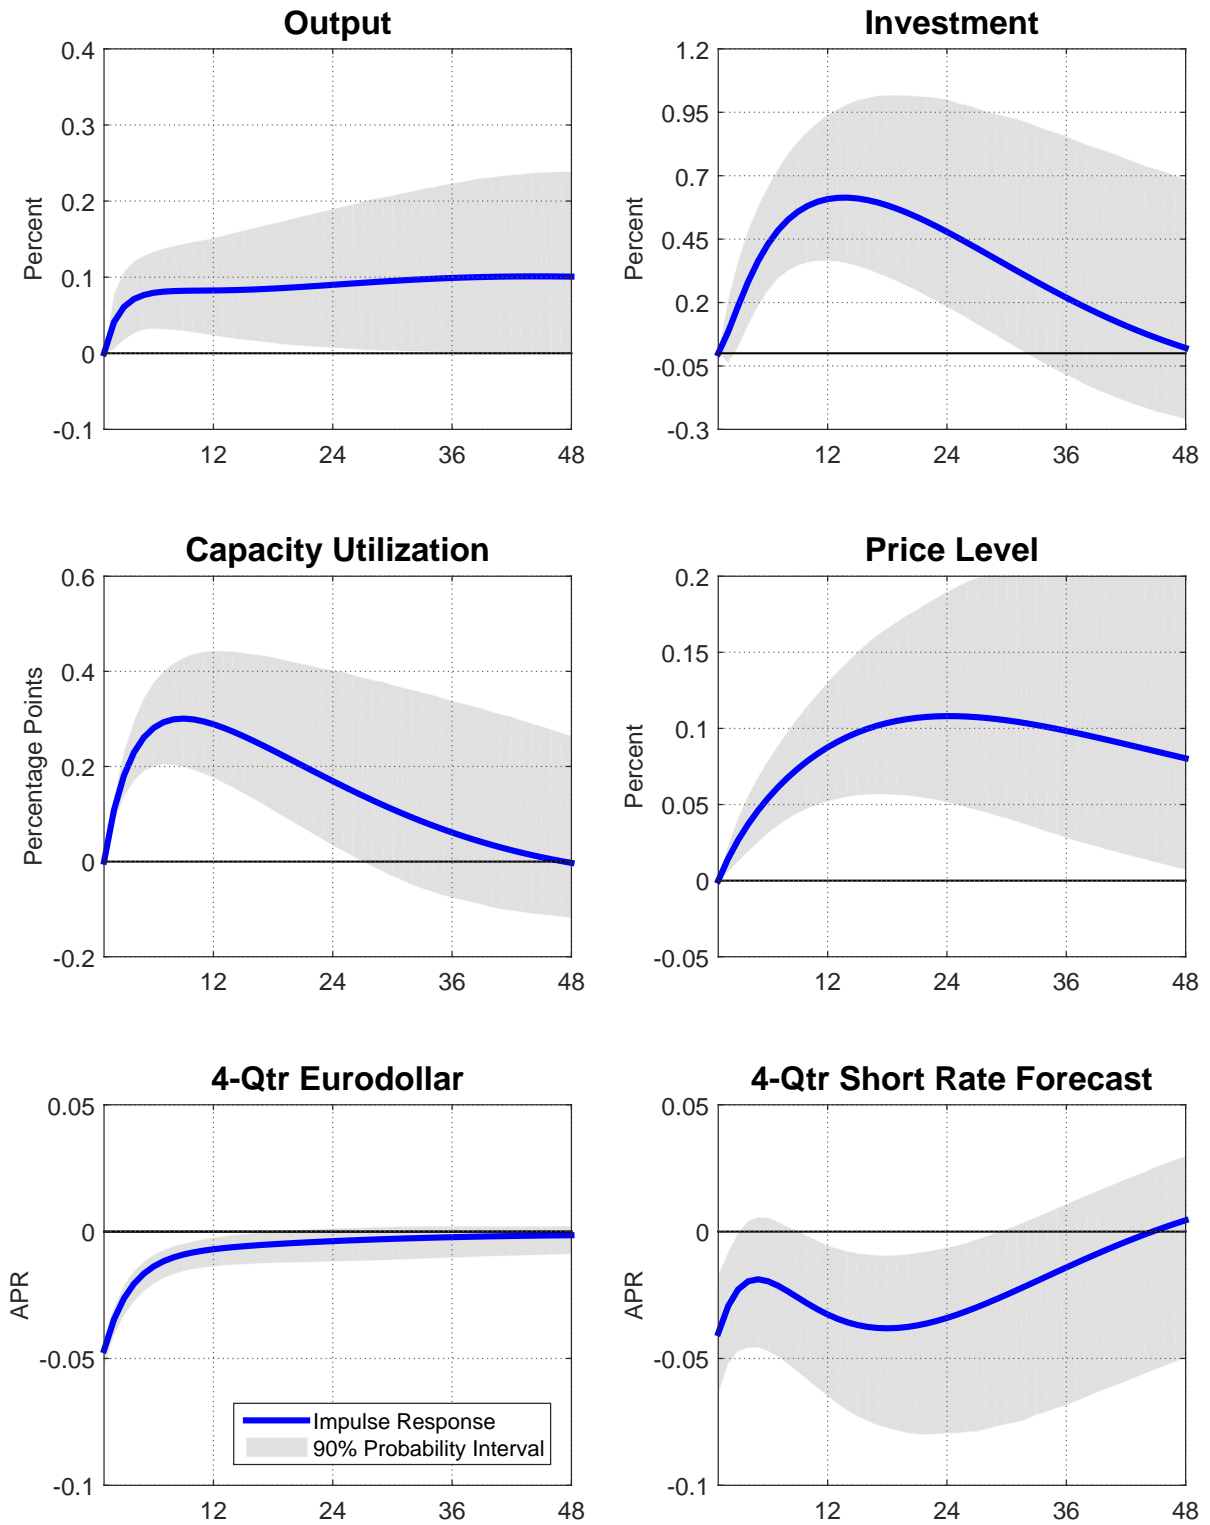 Output
Percent
0.4
0.3
0.2
0.1
0
-0.1
12 24 36 48
Investment
Percent
1.2
0.95
0.7
0.45
0.2
-0.05
-0.3
12 24 36 48
Capacity Utilization
Percentage Points
0.6
0.4
0.2
0
-0.2
12 24 36 48
Price Level
Percent
0.2
0.15
0.1
0.05
0
-0.05
12 24 36 48
4-Qtr Eurodollar
APR
0.05
0
-0.05
-0.1
12 24 36 48
Impulse Response
90% Probability Interval
4-Qtr Short Rate Forecast
APR
0.05
0
-0.05
-0.1
12 24 36 48